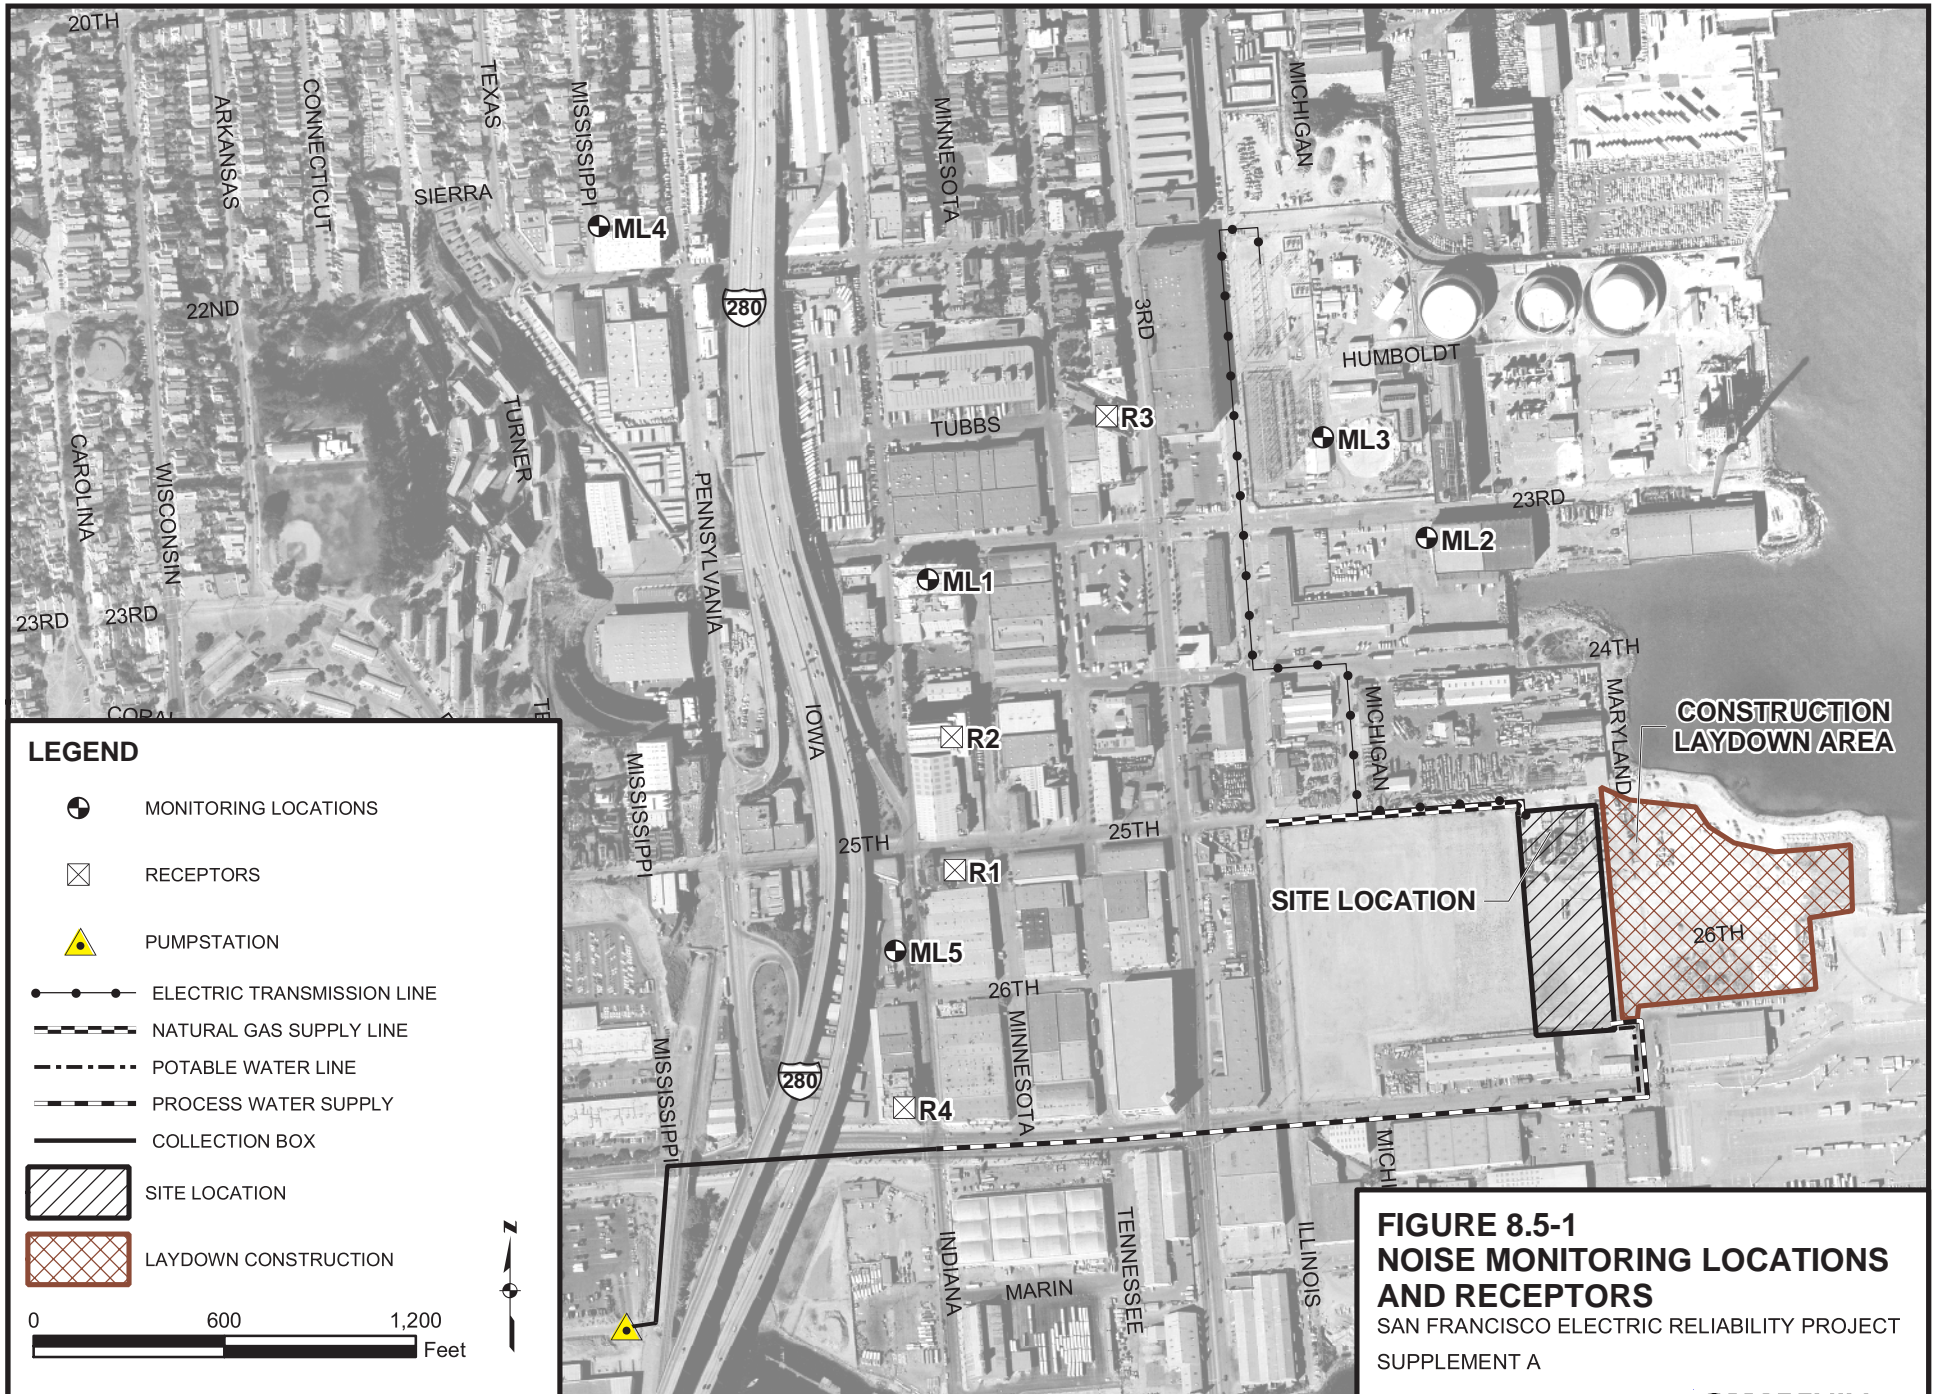 20TH
ARKANSAS
CONNECTICUT
TEXAS
MISSISSIPPI
MINNESOTA
MICHIGAN
SIERRA
ML4
22ND
280
3RD
HUMBOLDT
TURNER
TUBBS
R3
ML3
CAROLINA
WISCONSIN
PENNSYLVANIA
23RD
ML2
ML1
23RD
23RD
24TH
IOWA
MICHIGAN
MARYLAND
CONSTRUCTION
LAYDOWN AREA
R2
MISSISSIPPI
25TH
25TH
R1
SITE LOCATION
26TH
ML5
26TH
MINNESOTA
MISSISSIPPI
280
R4
INDIANA
MARIN
TENNESSEE
ILLINOIS
LEGEND
MONITORING LOCATIONS
RECEPTORS
PUMPSTATION
ELECTRIC TRANSMISSION LINE
NATURAL GAS SUPPLY LINE
POTABLE WATER LINE
PROCESS WATER SUPPLY
COLLECTION BOX
SITE LOCATION
LAYDOWN CONSTRUCTION
Z
0 600 1,200
Feet
FIGURE 8.5-1
NOISE MONITORING LOCATIONS
AND RECEPTORS
SAN FRANCISCO ELECTRIC RELIABILITY PROJECT
SUPPLEMENT A